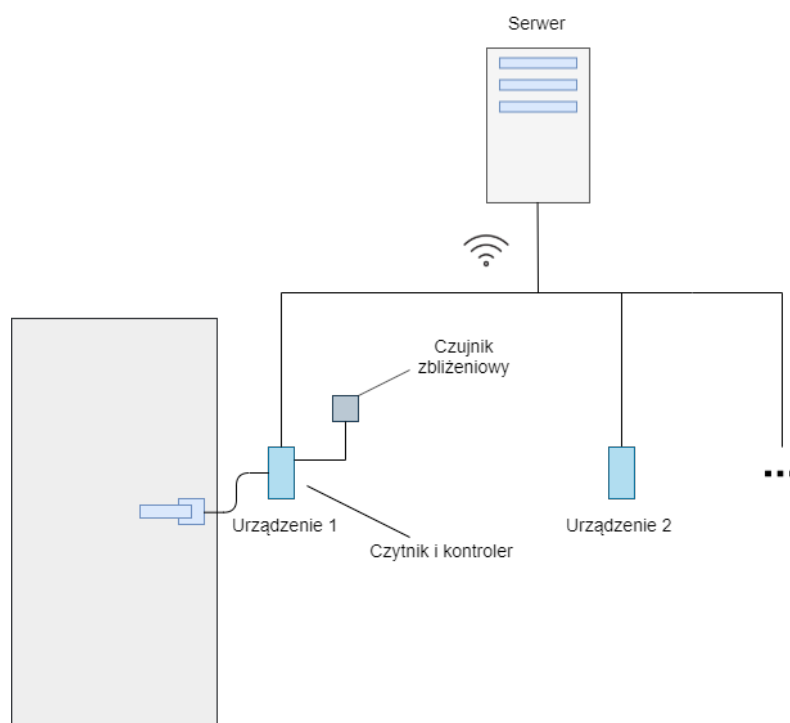 Serwer
Czujnik
zbliżeniowy
Urządzenie 1
Czytnik i kontroler
Urządzenie 2
...